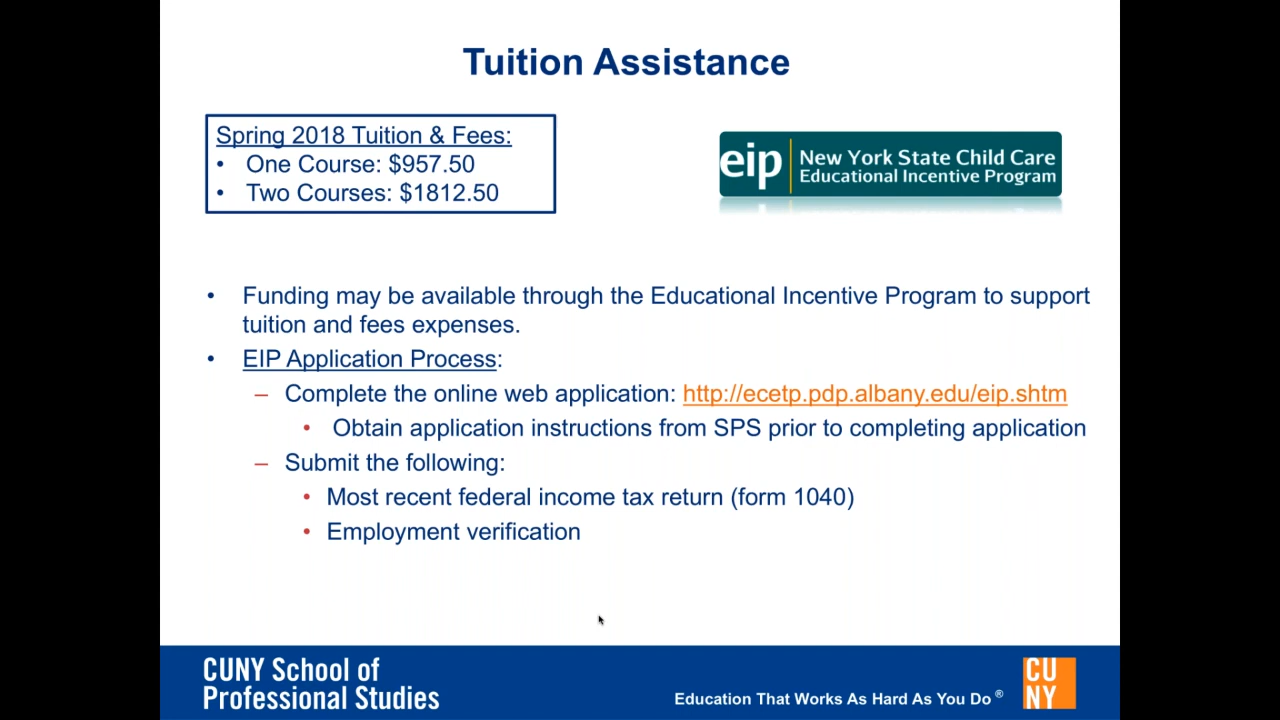 Tuition Assistance
Spring 2018 Tuition & Fees:
• One Course: $957.50
• Two Courses: $1812.50
eip New York State Child Care
Educational Incentive Program
• Funding may be available through the Educational Incentive Program to support
tuition and fees expenses.
• EIP Application Process:
– Complete the online web application: http://ecetp.pdp.albany.edu/eip.shtm
• Obtain application instructions from SPS prior to completing application
– Submit the following:
• Most recent federal income tax return (form 1040)
• Employment verification
CUNY School of
Professional Studies
Education That Works As Hard As You Do ®
CU
NY